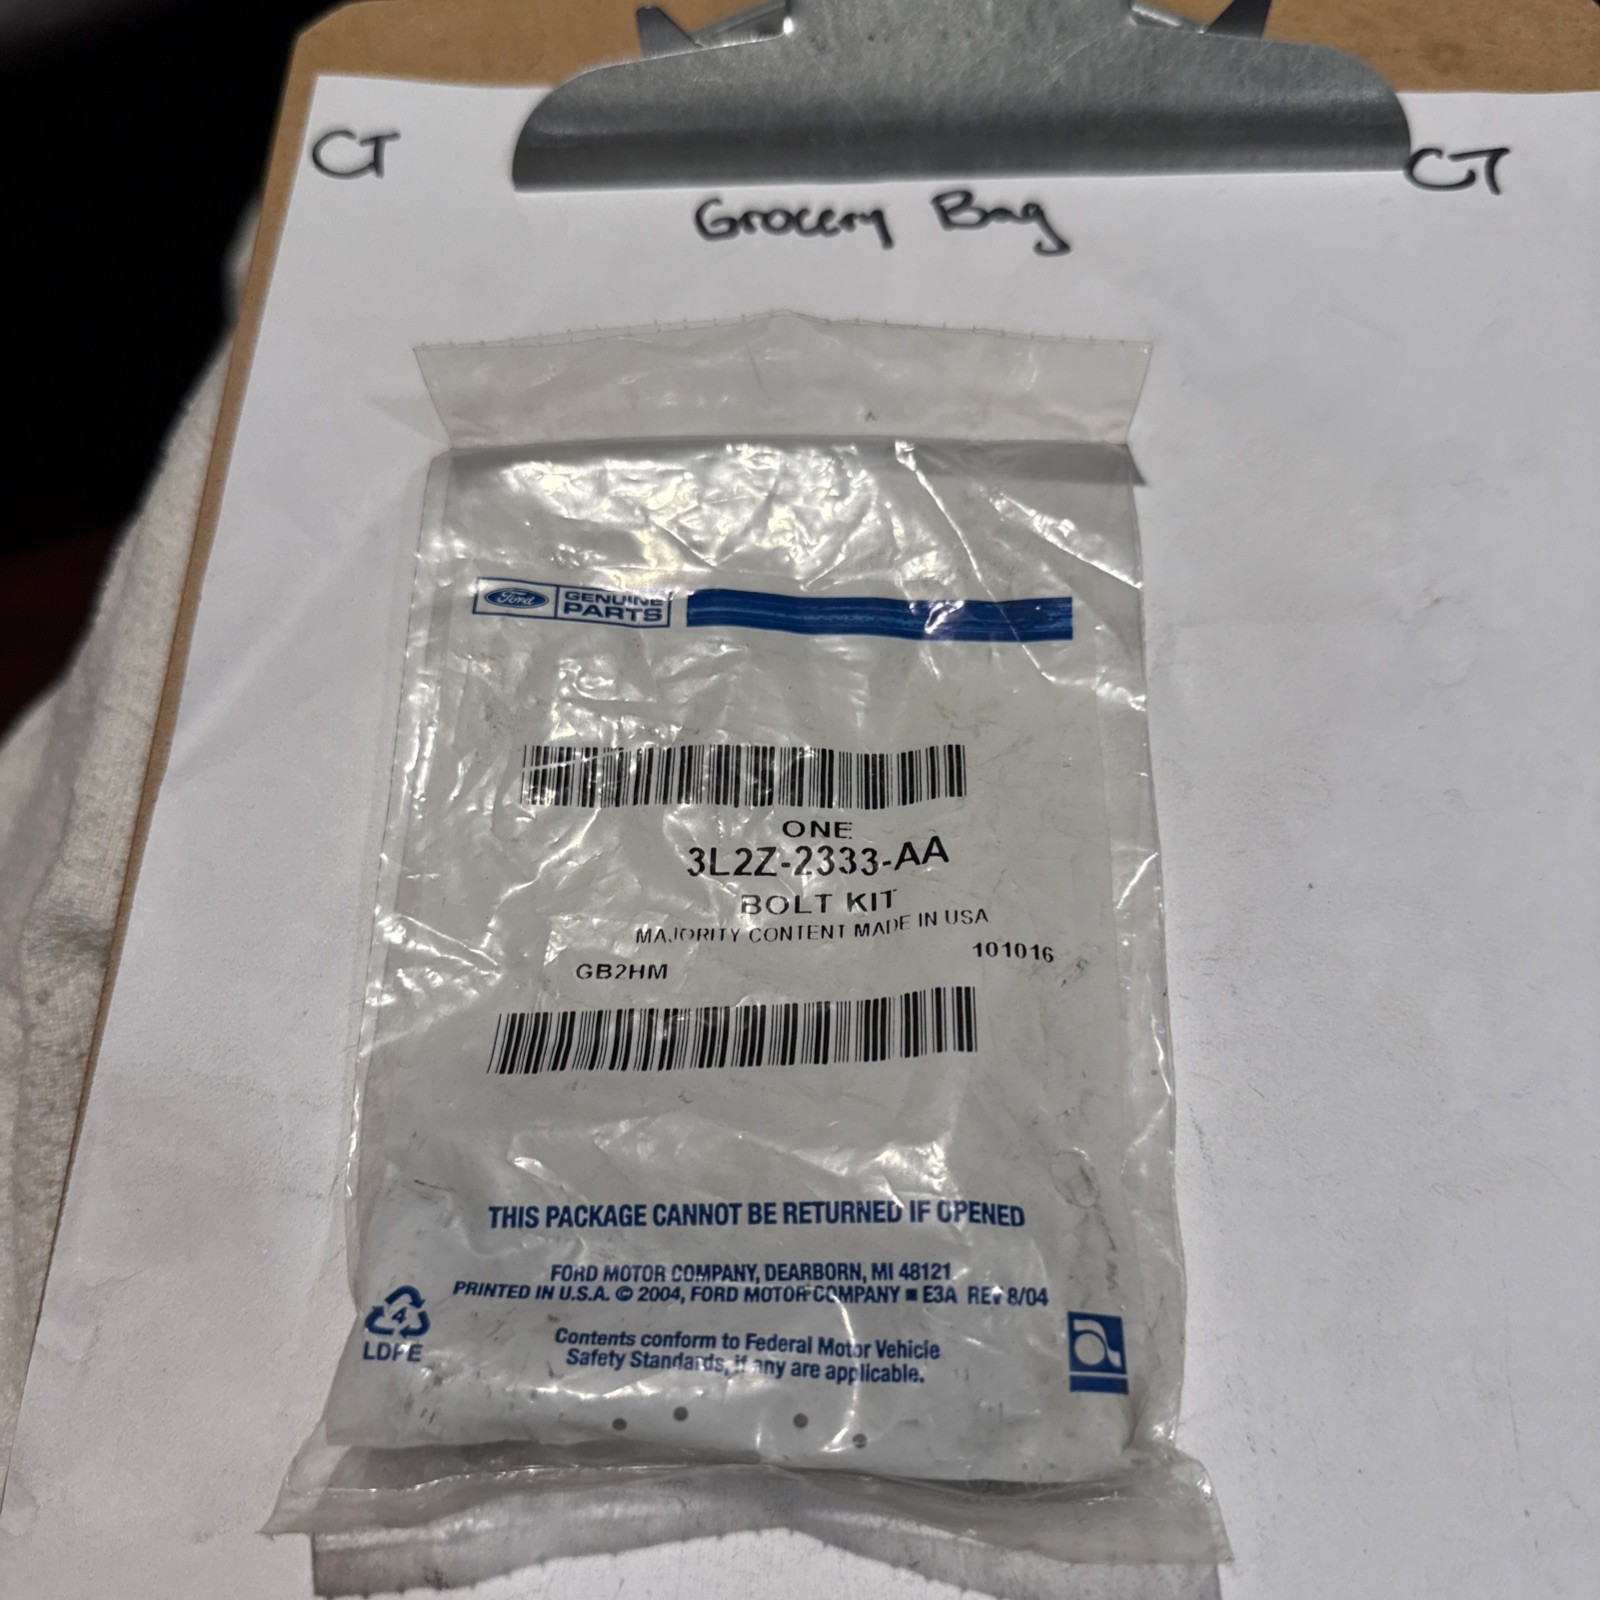 CT
CT
Grocery Bag
Ford
GENUINE
PARTS
ONE
3L2Z-2333-AA
BOLT KIT
MAJORITY CONTENT MADE IN USA
101016
GB2HM
THIS PACKAGE CANNOT BE RETURNED IF OPENED
FORD MOTOR COMPANY, DEARBORN, MI 48121
PRINTED IN U.S.A. © 2004, FORD MOTOR COMPANY ■ E3A REV 8/04
4
LDPE
Contents conform to Federal Motor Vehicle
Safety Standards, if any are applicable.
a